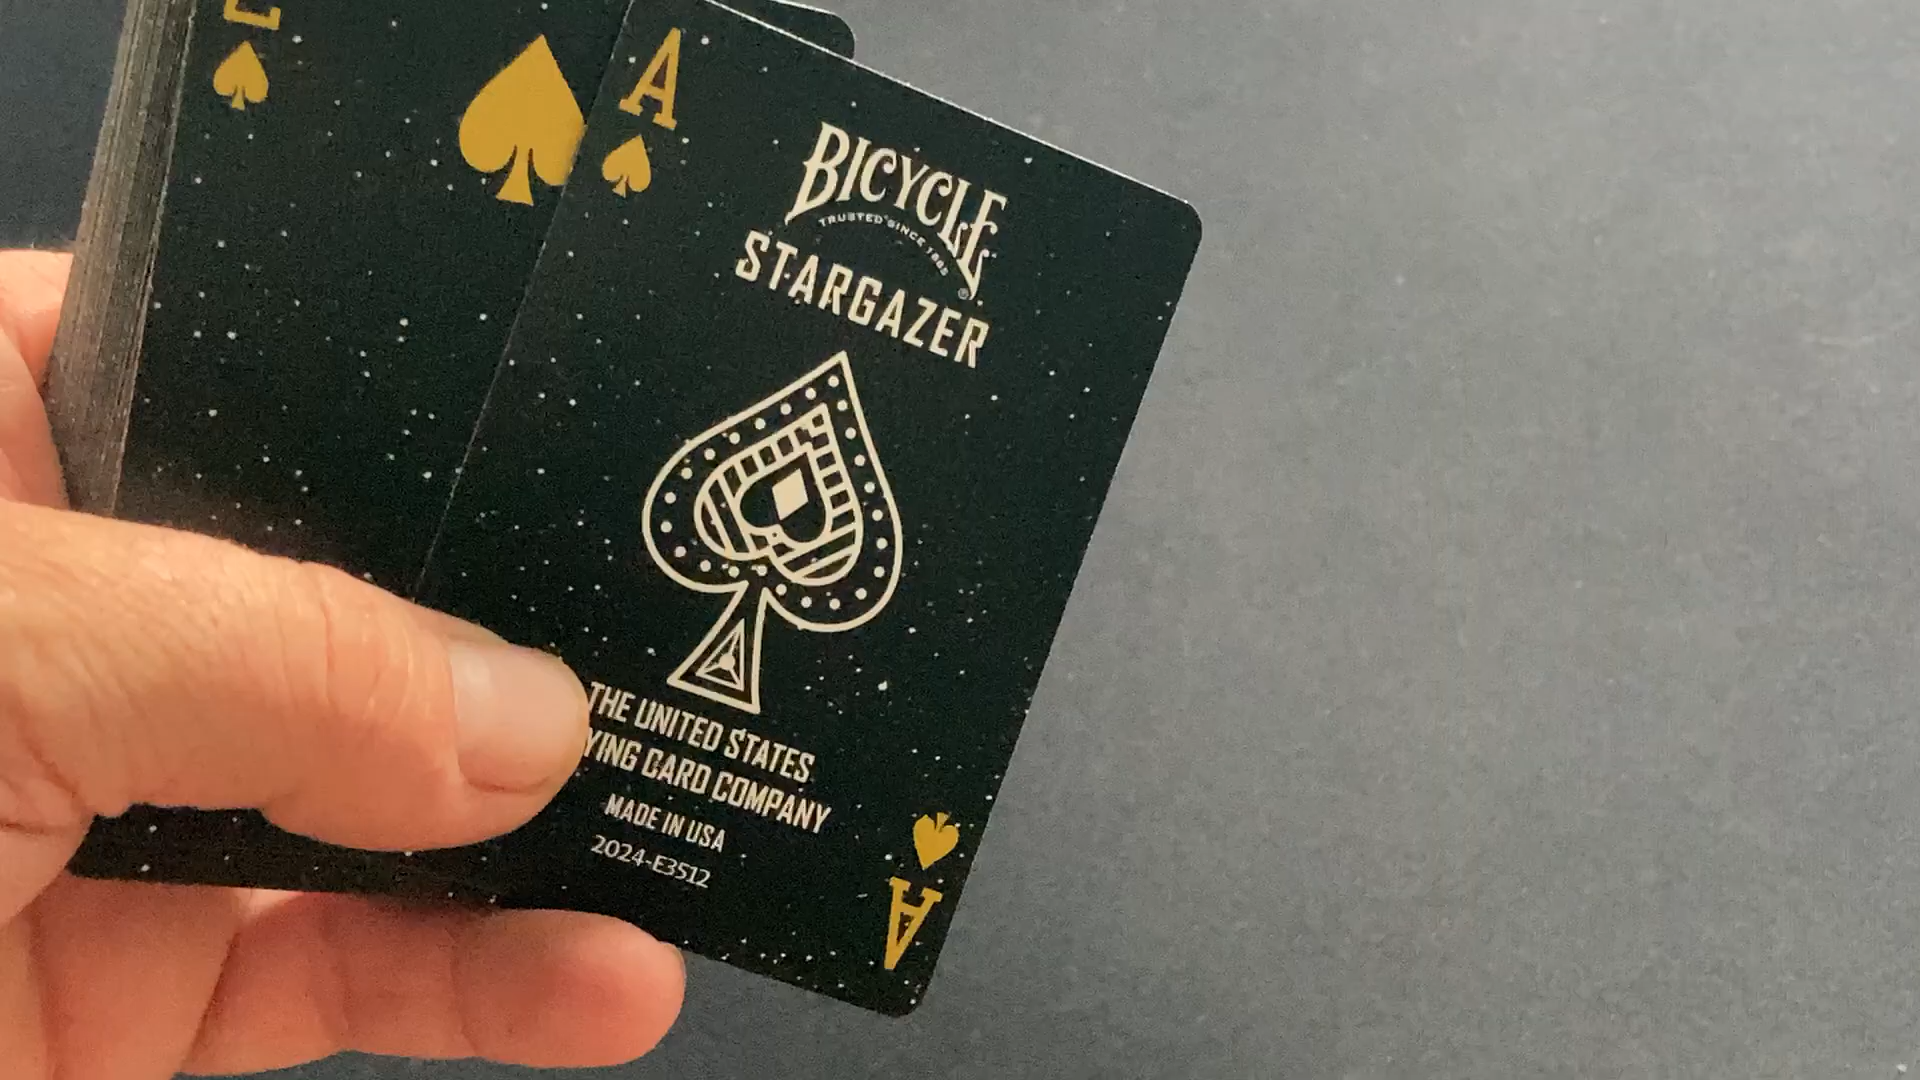 A
BICYCLE
TRUSTED SINCE 1885
®
STARGAZER
THE UNITED STATES
YING CARD COMPANY
MADE IN USA
2024-E3512
A